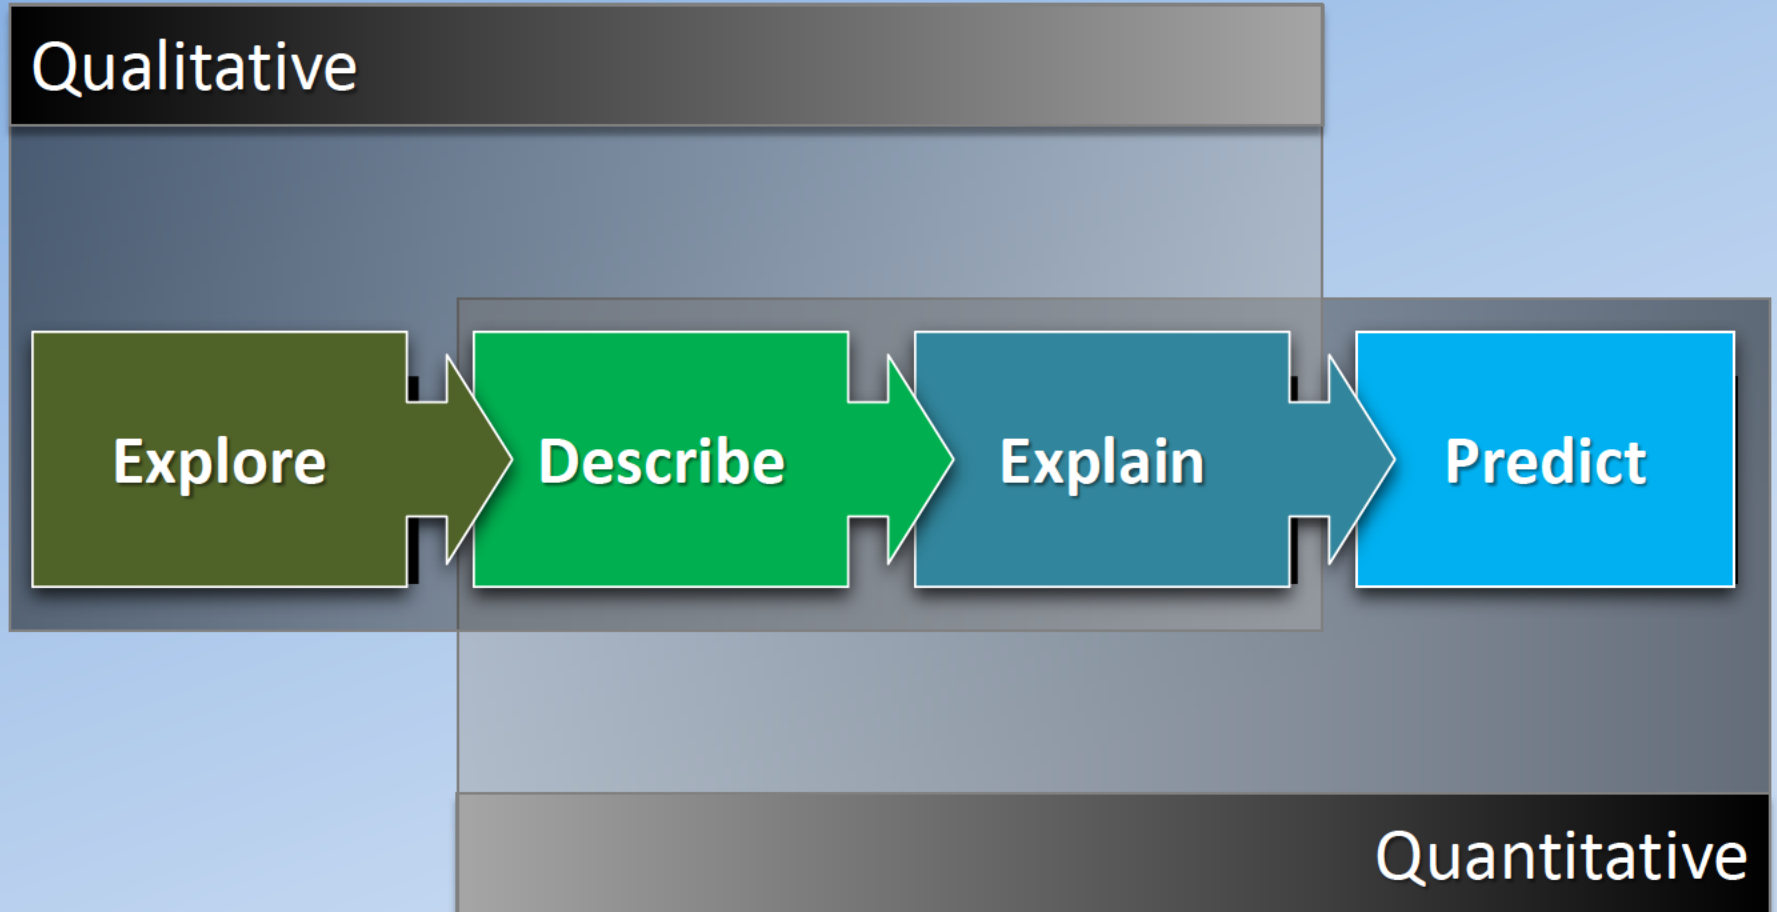 Qualitative
Explore
Describe
Explain
Predict
Quantitative